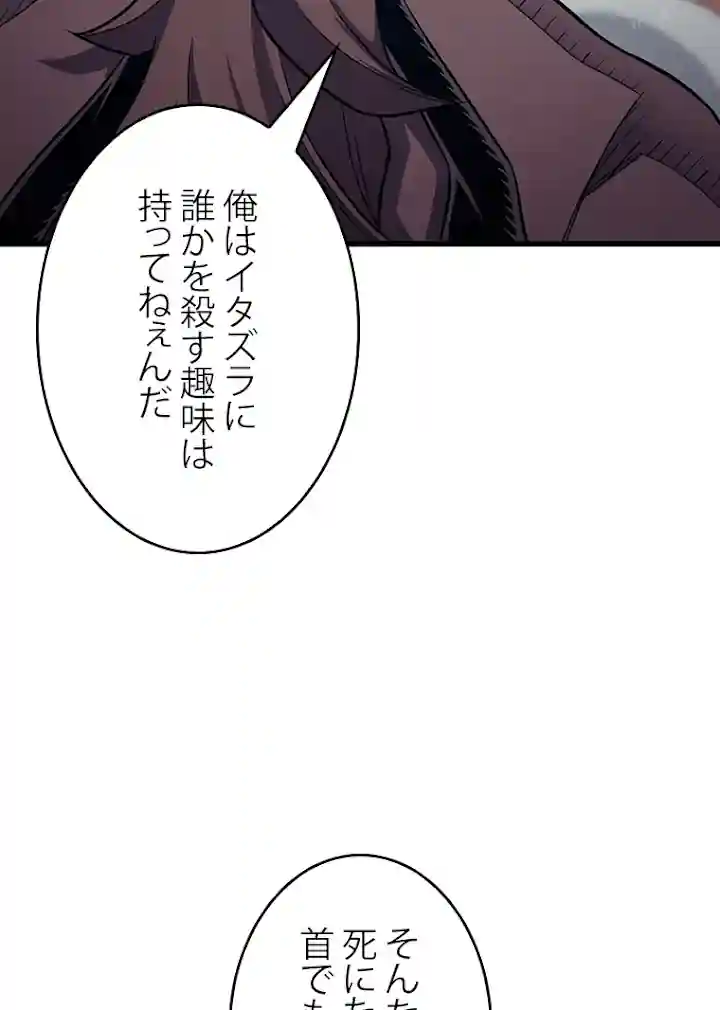 俺はイタズラに
誰かを殺す趣味は
持ってねぇんだ
そんな
死にた
首でも